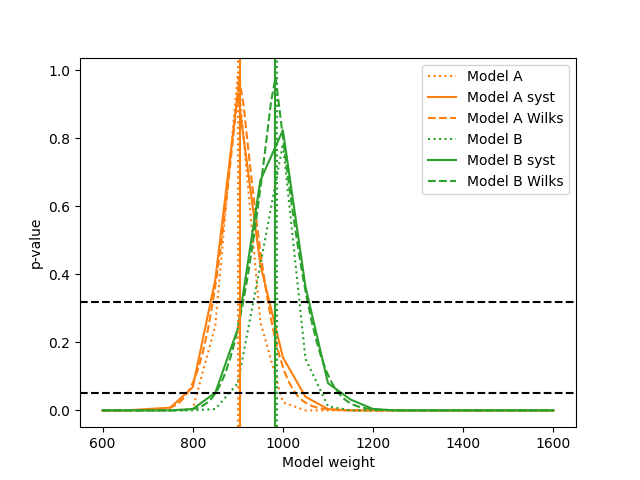 1.0
0.8
0.6
0.4
0.2
0.0
p-value
600
800
1000
1200
1400
1600
Model weight
Model A
Model A syst
Model A Wilks
Model B
Model B syst
Model B Wilks